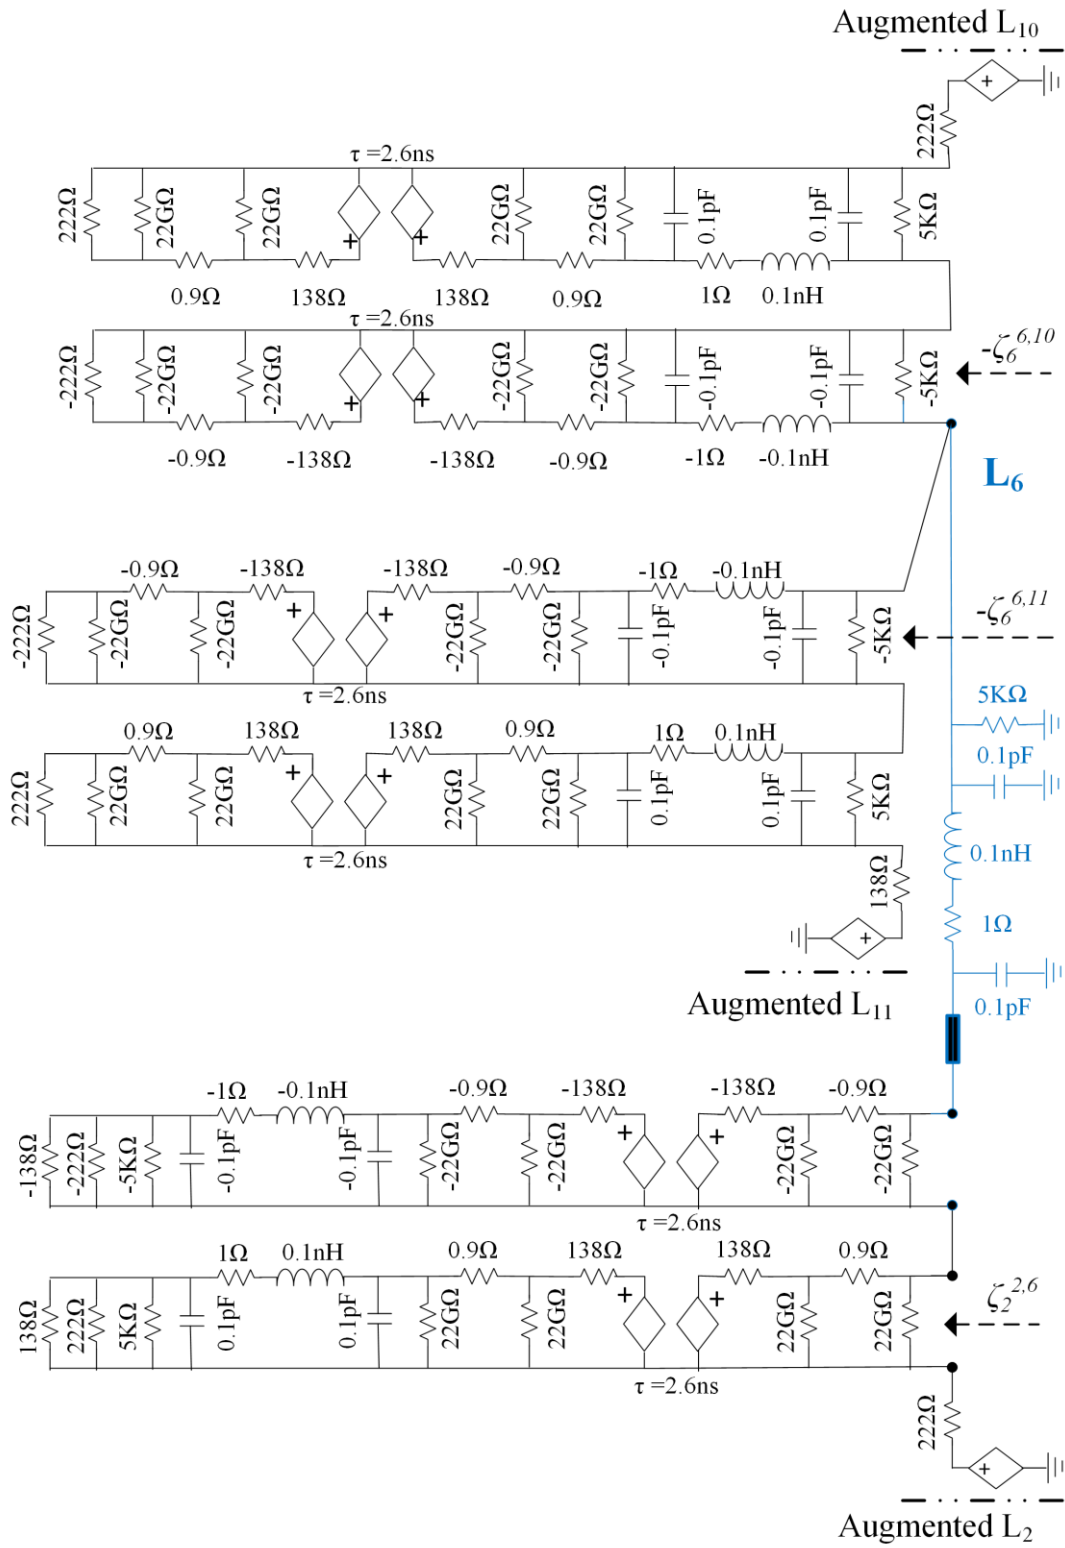 Augmented L10
222Ω
τ =2.6ns
222Ω
22GΩ
22GΩ
22GΩ
22GΩ
0.1pF
0.1pF
5KΩ
0.9Ω
138Ω
138Ω
0.9Ω
1Ω
0.1nH
τ =2.6ns
-222Ω
-22GΩ
-22GΩ
-22GΩ
-22GΩ
-0.1pF
-0.1pF
-5KΩ
-ζ6 6,10
-0.9Ω
-138Ω
-138Ω
-0.9Ω
-1Ω
-0.1nH
L6
-0.9Ω
-138Ω
-138Ω
-0.9Ω
-1Ω
-0.1nH
-222Ω
-22GΩ
-22GΩ
-22GΩ
-22GΩ
-0.1pF
-0.1pF
-5KΩ
-ζ6 6,11
τ =2.6ns
5KΩ
0.1pF
0.9Ω
138Ω
138Ω
0.9Ω
1Ω
0.1nH
222Ω
22GΩ
22GΩ
22GΩ
22GΩ
0.1pF
0.1pF
5KΩ
τ =2.6ns
0.1nH
138Ω
1Ω
Augmented L11
0.1pF
-1Ω
-0.1nH
-0.9Ω
-138Ω
-138Ω
-0.9Ω
-138Ω
-222Ω
-5KΩ
-0.1pF
-0.1pF
-22GΩ
-22GΩ
-22GΩ
-22GΩ
τ =2.6ns
1Ω
0.1nH
0.9Ω
138Ω
138Ω
0.9Ω
138Ω
222Ω
5KΩ
0.1pF
0.1pF
22GΩ
22GΩ
22GΩ
22GΩ
ζ2 2,6
τ =2.6ns
222Ω
Augmented L2